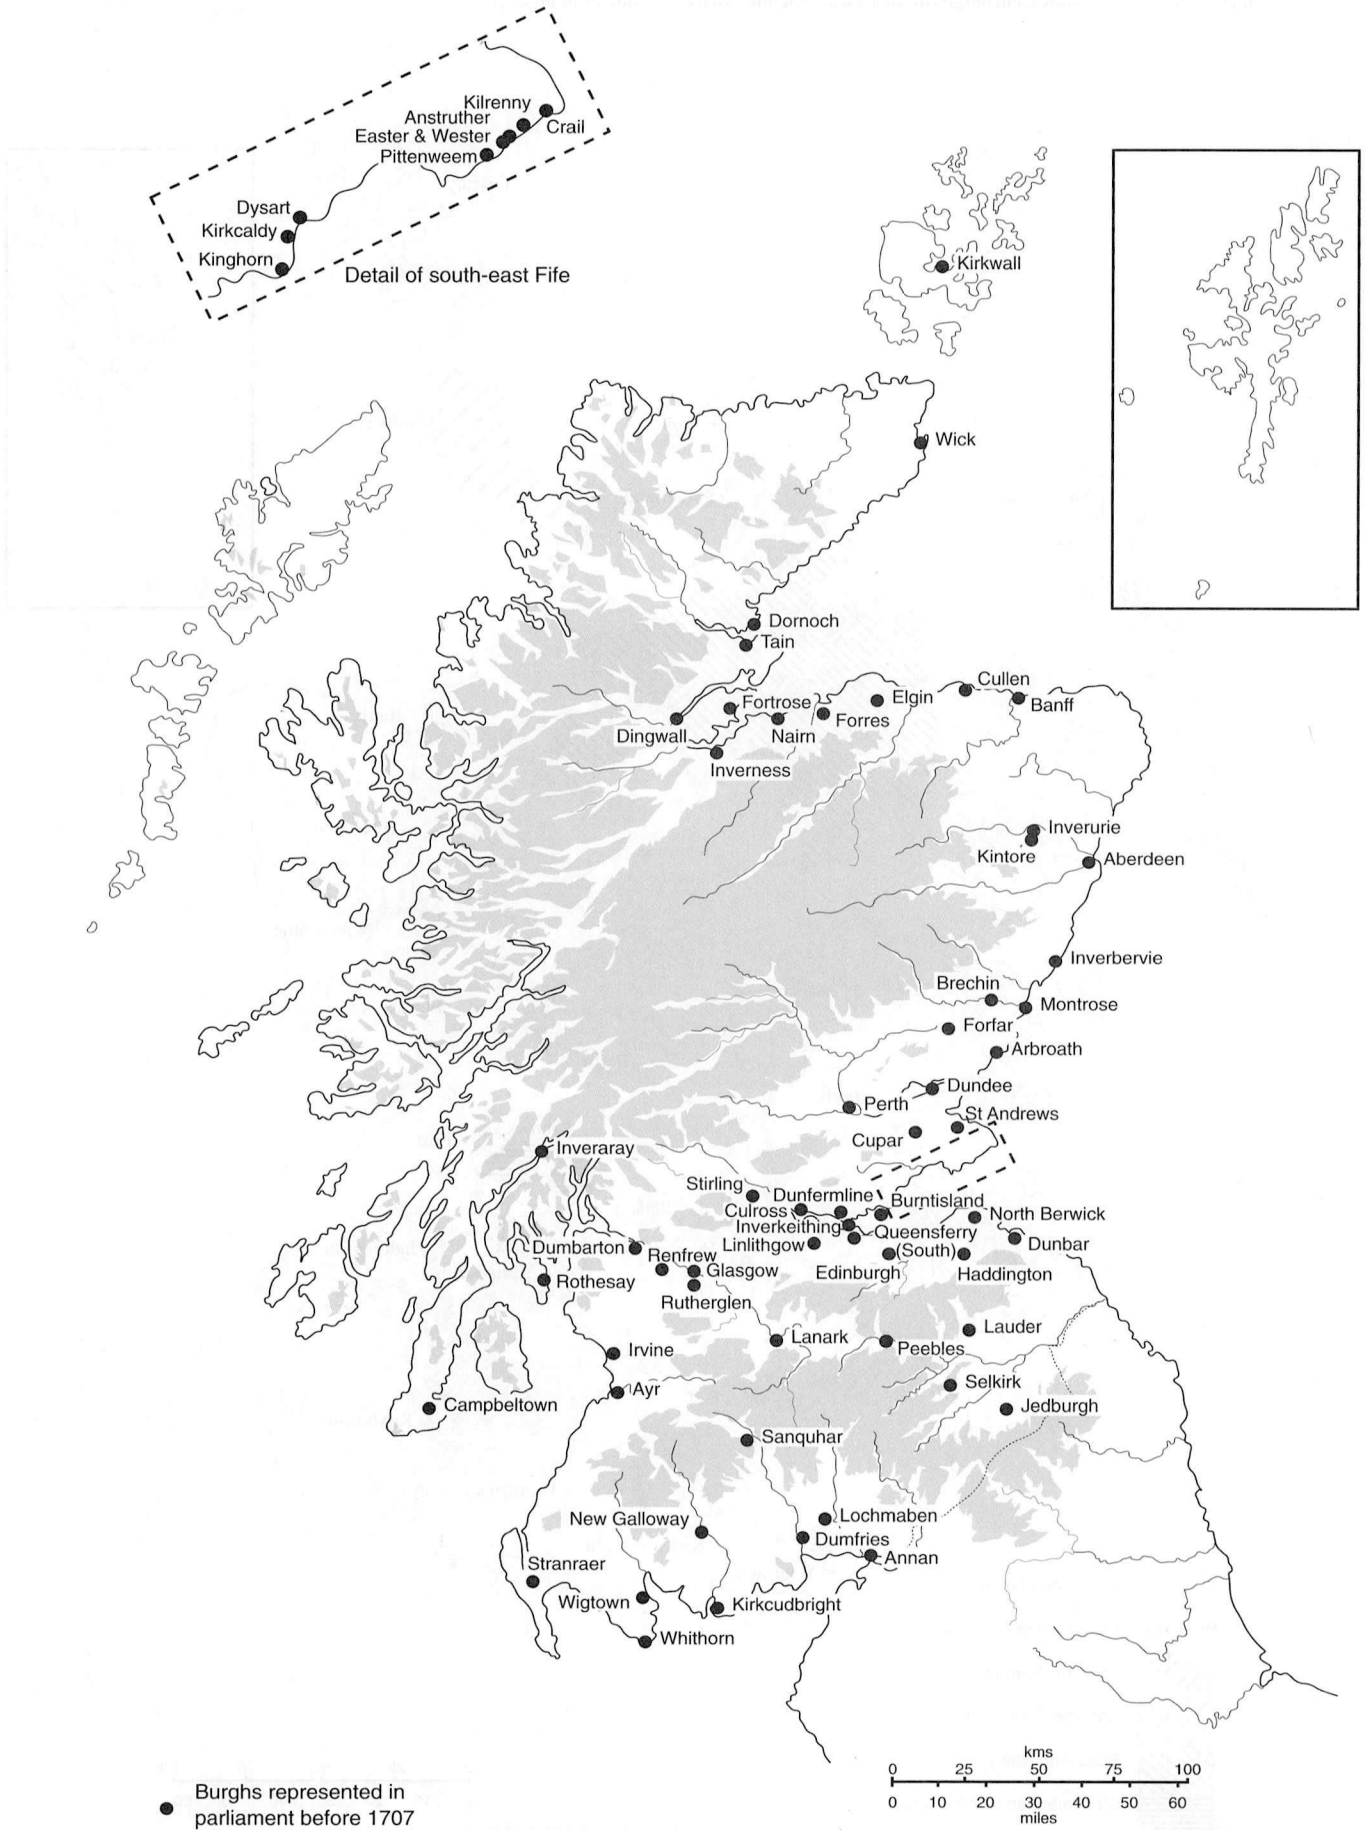 Kilrenny
Anstruther
Easter & Wester
Crail
Pittenweem
Dysart
Kirkcaldy
Kinghorn
Detail of south-east Fife
Kirkwall
Wick
Dornoch
Tain
Cullen
Elgin
Banff
Fortrose
Forres
Dingwall
Nairn
Inverness
Inverurie
Kintore
Aberdeen
Inverbervie
Brechin
Montrose
Forfar
Arbroath
Dundee
Perth
St Andrews
Cupar
Inveraray
Stirling
Dunfermline
Burntisland
Culross
North Berwick
Inverkeithing
Queensferry
(South)
Linlithgow
Dunbar
Dumbarton
Renfrew
Glasgow
Edinburgh
Haddington
Rothesay
Rutherglen
Lauder
Lanark
Peebles
Irvine
Selkirk
Ayr
Campbeltown
Jedburgh
Sanquhar
New Galloway
Lochmaben
Dumfries
Annan
Stranraer
Wigtown
Kirkcudbright
Whithorn
kms
0 25 50 75 100
0 10 20 30 40 50 60
miles
Burghs represented in
parliament before 1707